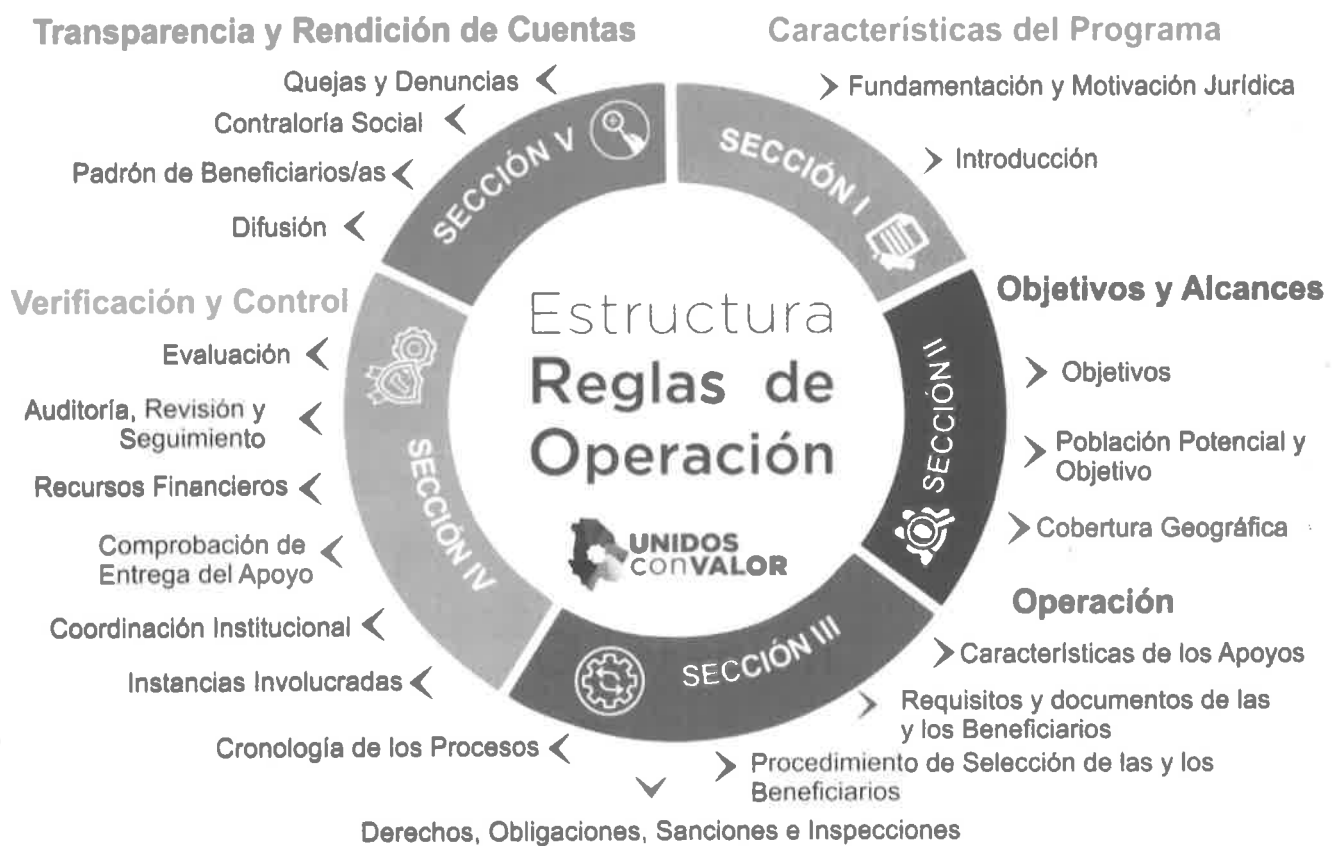 Transparencia y Rendición de Cuentas
Quejas y Denuncias
Contraloría Social
Padrón de Beneficiarios/as
Difusión
Características del Programa
Fundamentación y Motivación Jurídica
Introducción
SECCIÓN V
SECCIÓN I
Verificación y Control
Evaluación
Auditoría, Revisión y
Seguimiento
Recursos Financieros
Comprobación de
Entrega del Apoyo
Coordinación Institucional
Instancias Involucradas
SECCIÓN IV
Estructura
Reglas de
Operación
UNIDOS
conVALOR
Objetivos y Alcances
Objetivos
Población Potencial y
Objetivo
Cobertura Geográfica
SECCIÓN II
Operación
Características de los Apoyos
Requisitos y documentos de las
y los Beneficiarios
Procedimiento de Selección de las y los
Beneficiarios
SECCIÓN III
Cronología de los Procesos
Derechos, Obligaciones, Sanciones e Inspecciones